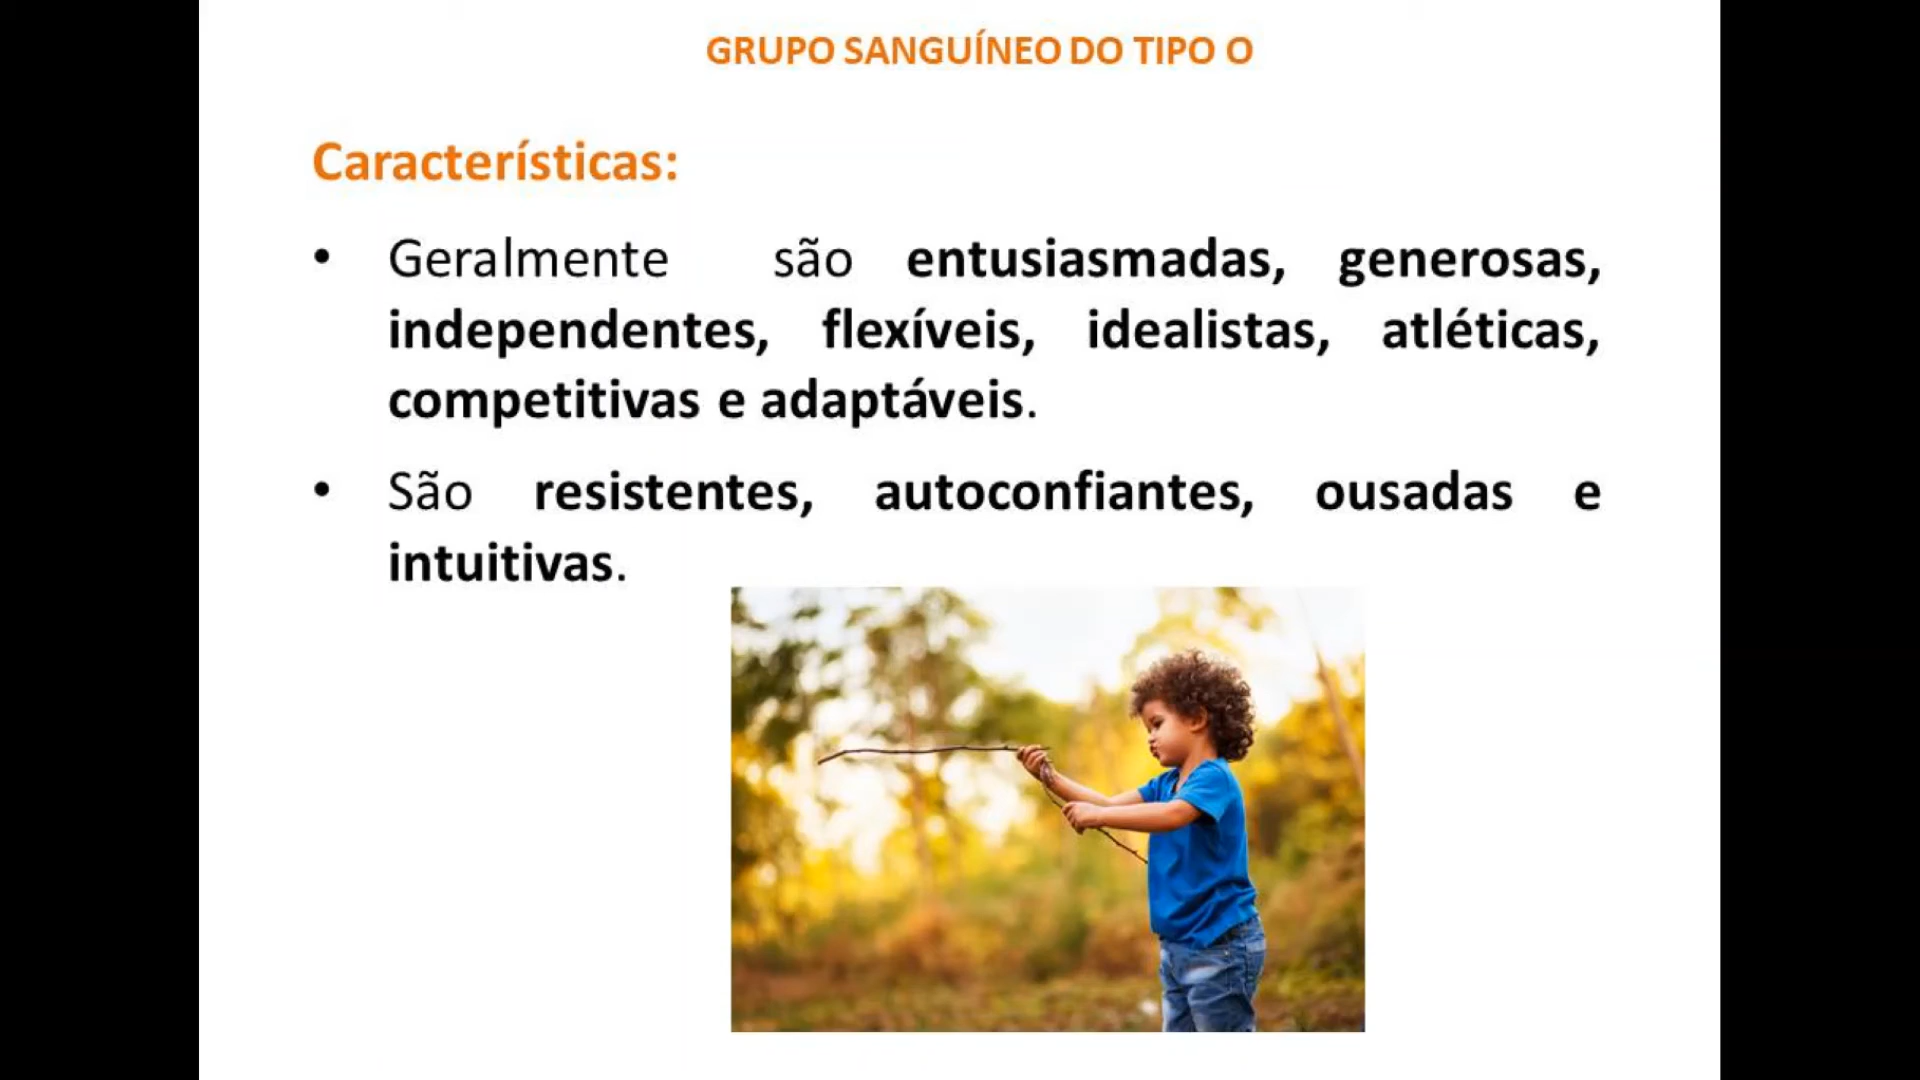 GRUPO SANGUÍNEO DO TIPO O
Características:
• Geralmente são entusiasmadas, generosas,
independentes, flexíveis, idealistas, atléticas,
competitivas e adaptáveis.
• São resistentes, autoconfiantes, ousadas e
intuitivas.